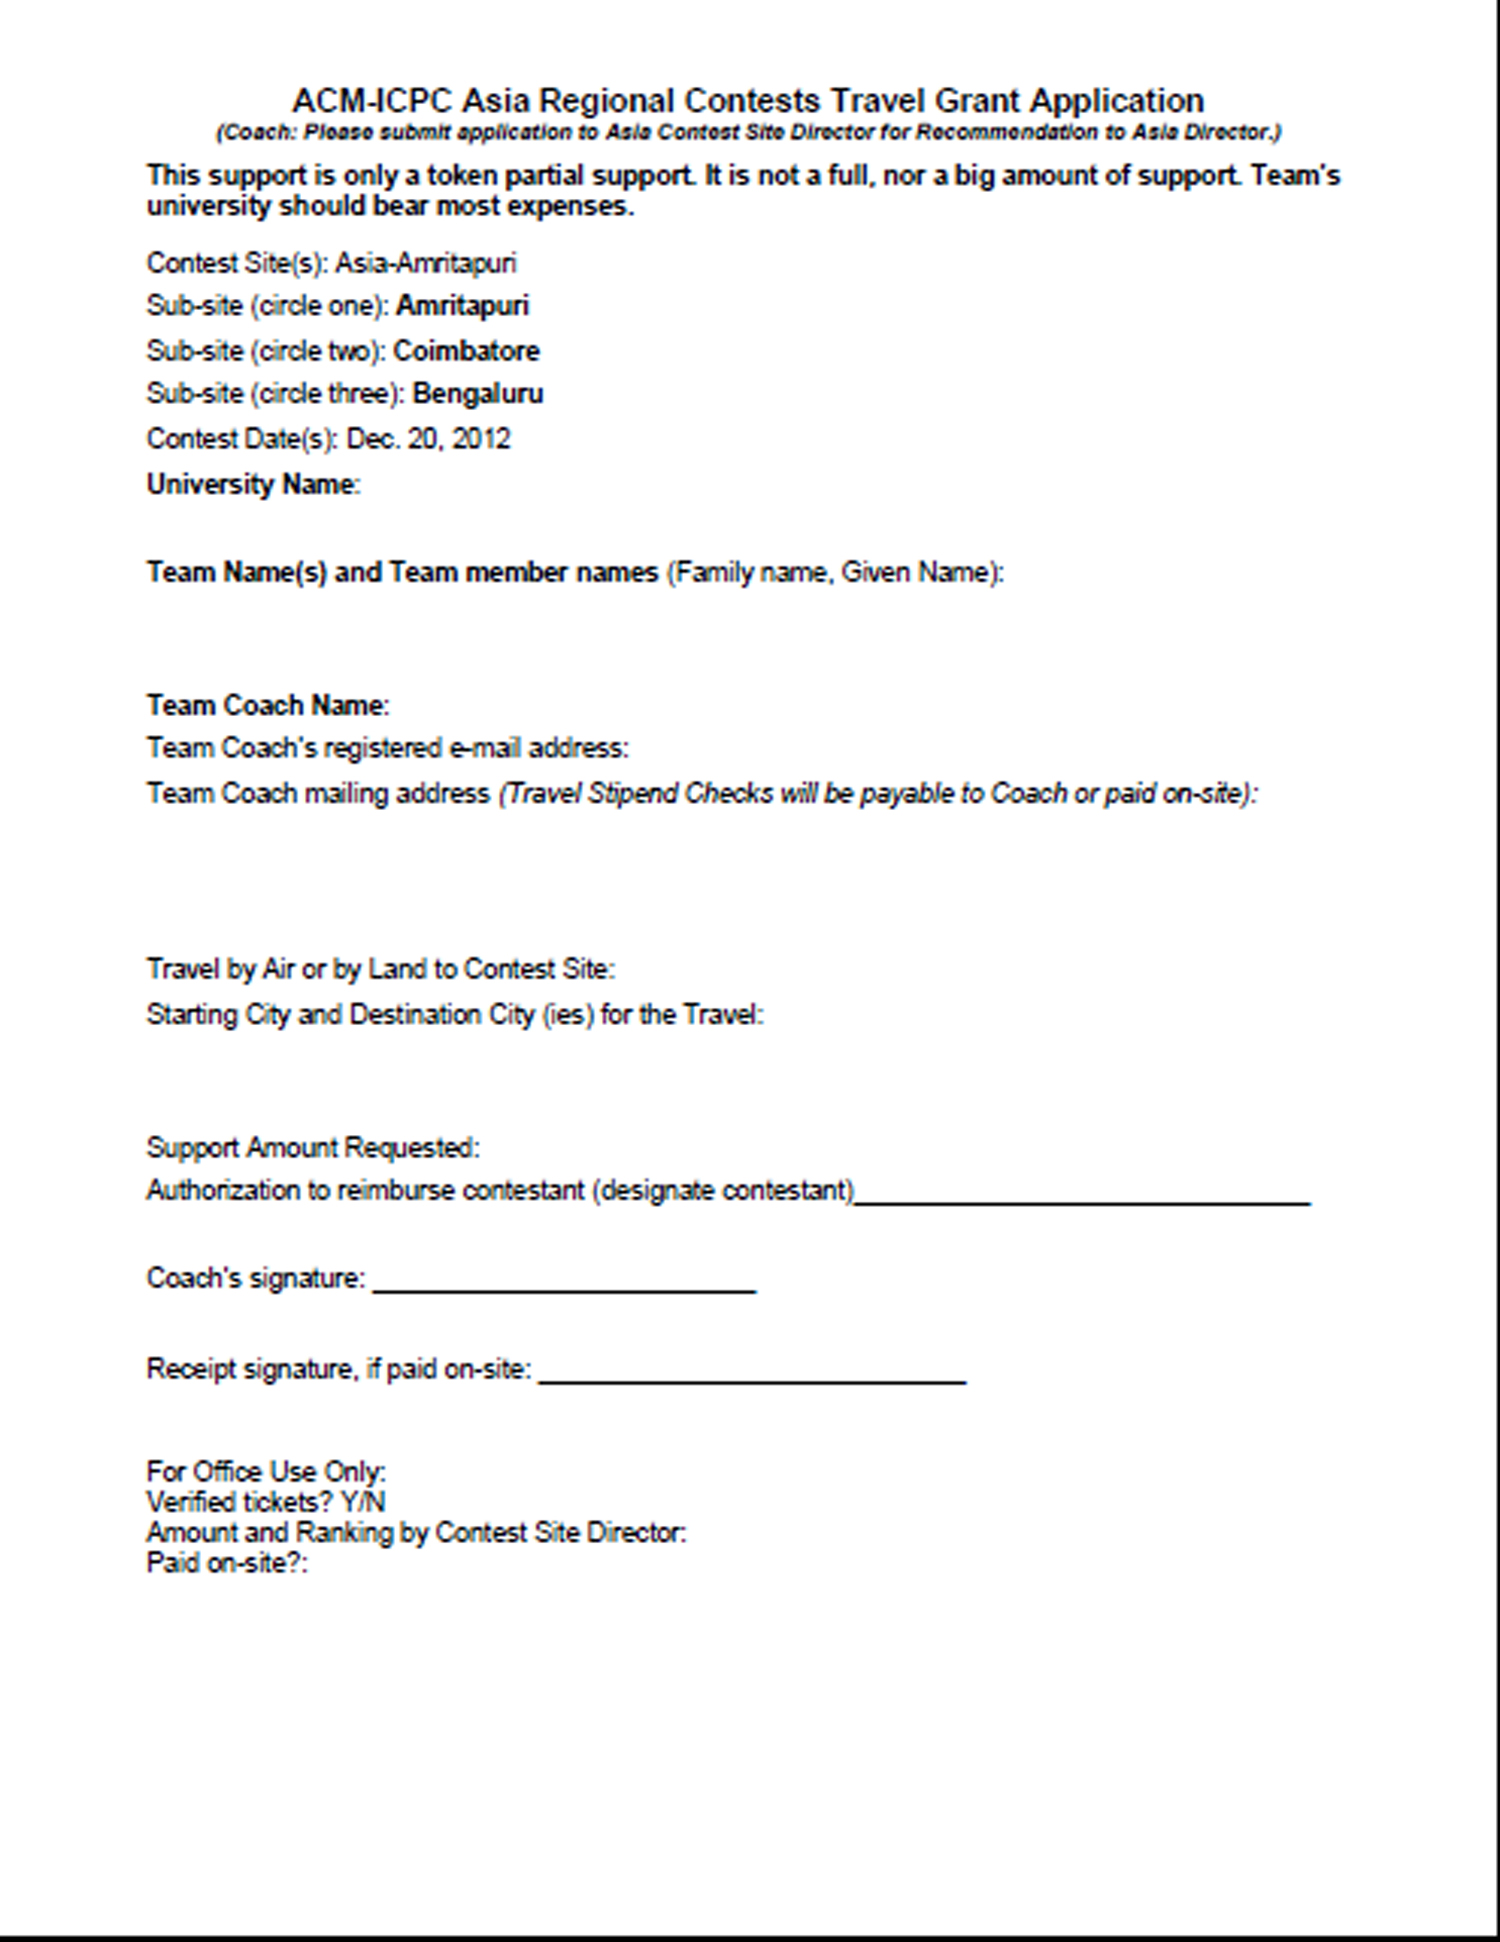 ACM-ICPC Asia Regional Contests Travel Grant Application
(Coach: Please submit application to Asia Contest Site Director for Recommendation to Asia Director.)
This support is only a token partial support. It is not a full, nor a big amount of support. Team's
university should bear most expenses.
Contest Site(s): Asia-Amritapuri
Sub-site (circle one): Amritapuri
Sub-site (circle two): Coimbatore
Sub-site (circle three): Bengaluru
Contest Date(s): Dec. 20, 2012
University Name:
Team Name(s) and Team member names (Family name, Given Name):
Team Coach Name:
Team Coach's registered e-mail address:
Team Coach mailing address (Travel Stipend Checks will be payable to Coach or paid on-site):
Travel by Air or by Land to Contest Site:
Starting City and Destination City (ies) for the Travel:
Support Amount Requested:
Authorization to reimburse contestant (designate contestant)
Coach's signature:
Receipt signature, if paid on-site:
For Office Use Only:
Verified tickets? Y/N
Amount and Ranking by Contest Site Director:
Paid on-site?: